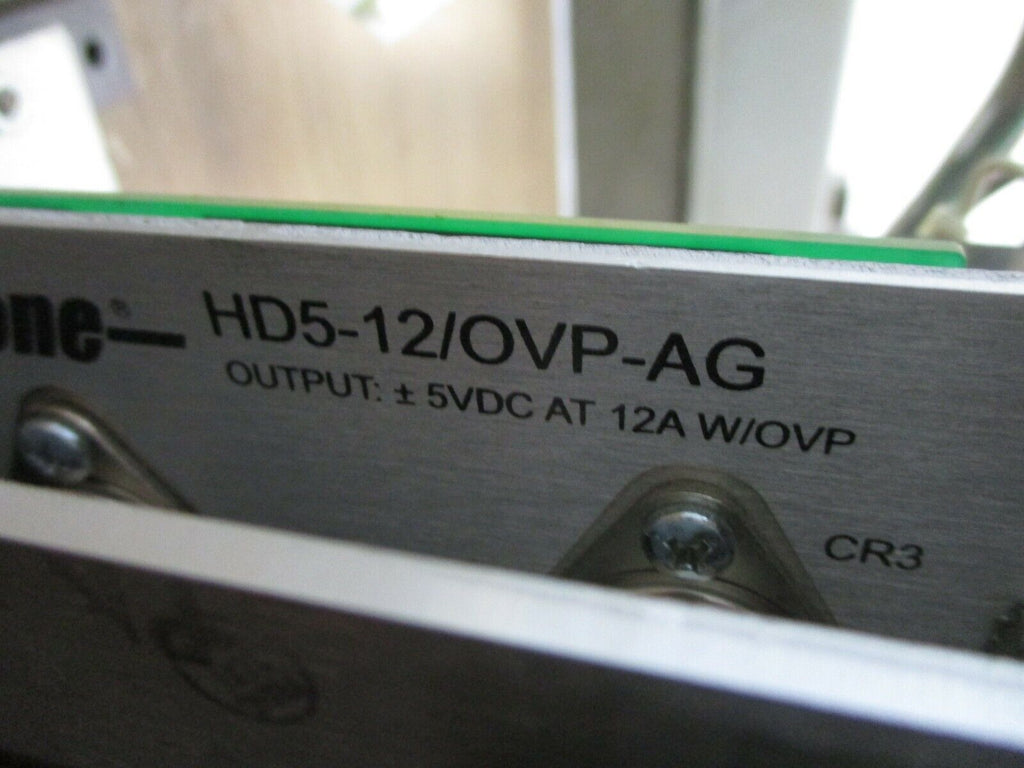 one®
HD5-12/OVP-AG
OUTPUT: ± 5VDC AT 12A W/OVP
CR3